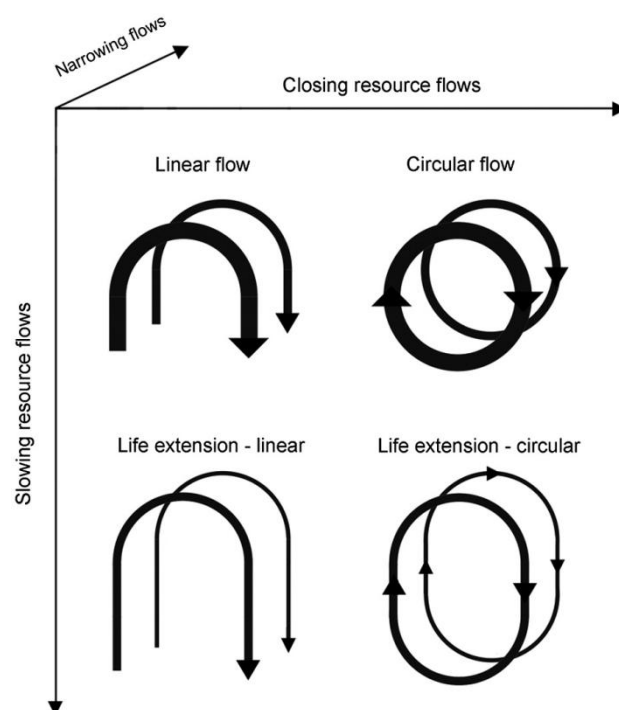 Narrowing flows
Closing resource flows
Linear flow
Circular flow
Slowing resource flows
Life extension - linear
Life extension - circular